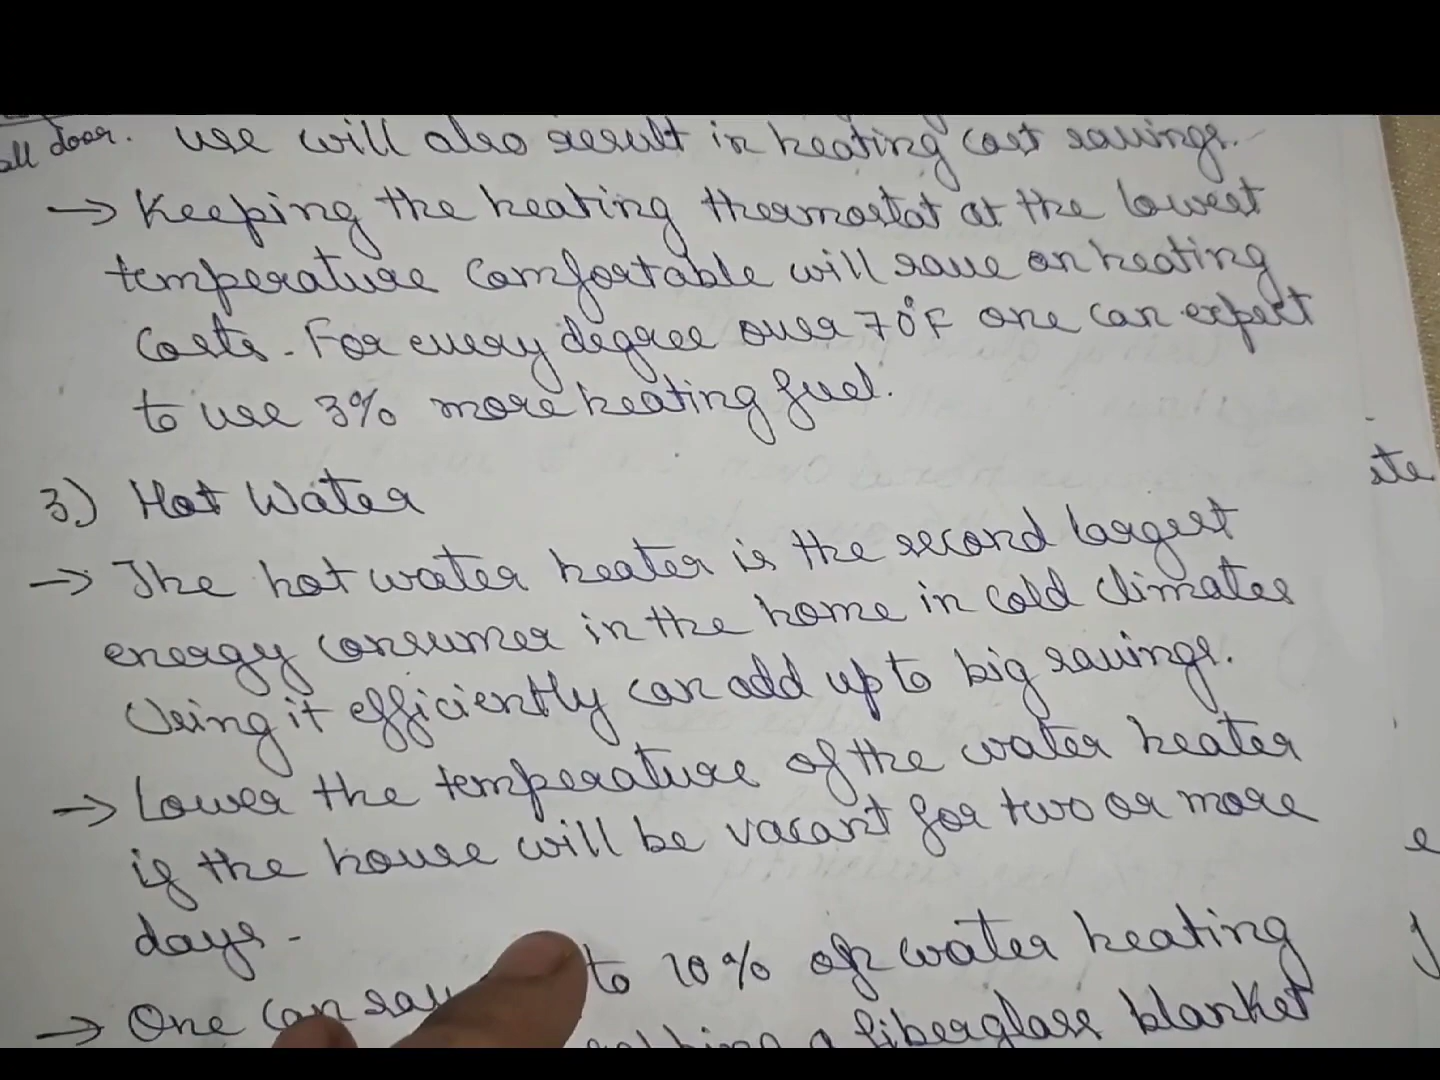 all door. use will also result in heating cost savings.
→ Keeping the heating thermostat at the lowest
temperature comfortable will save on heating
costs. For every degree over 70°F one can expect
to use 3% more heating fuel.
3) Hot Water
→ The hot water heater is the second largest
energy consumer in the home in cold climates
Using it efficiently can add up to big savings.
→ Lower the temperature of the water heater
if the house will be vacant for two or more
days.
→ One can to 10% of water heating
a fiberglass blanket